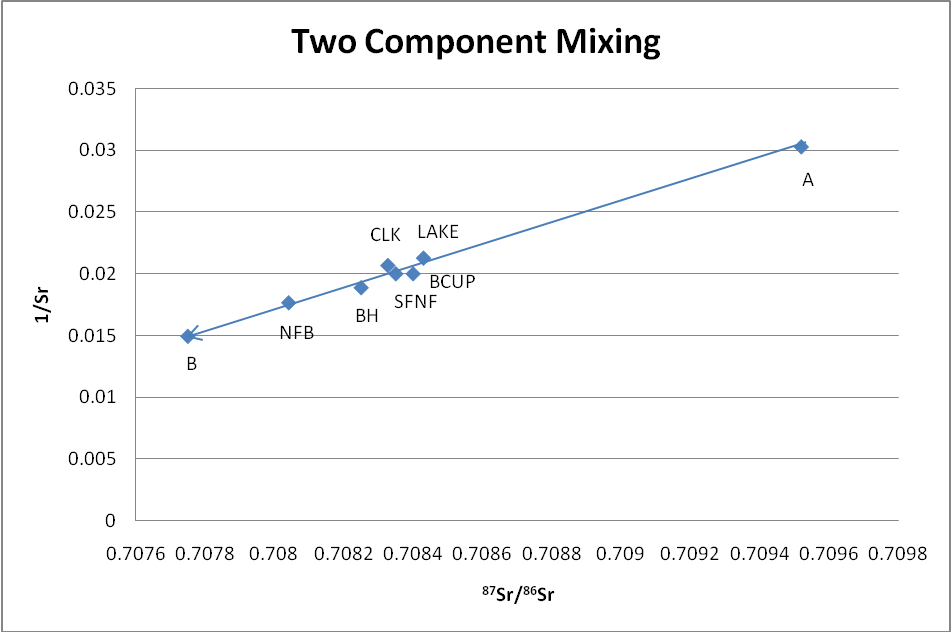 Two Component Mixing
0.035
0.03
0.025
0.02
0.015
0.01
0.005
0
1/Sr
A
CLK
LAKE
BCUP
SFNF
BH
NFB
B
0.7076 0.7078 0.708 0.7082 0.7084 0.7086 0.7088 0.709 0.7092 0.7094 0.7096 0.7098
⁸⁷Sr/⁸⁶Sr